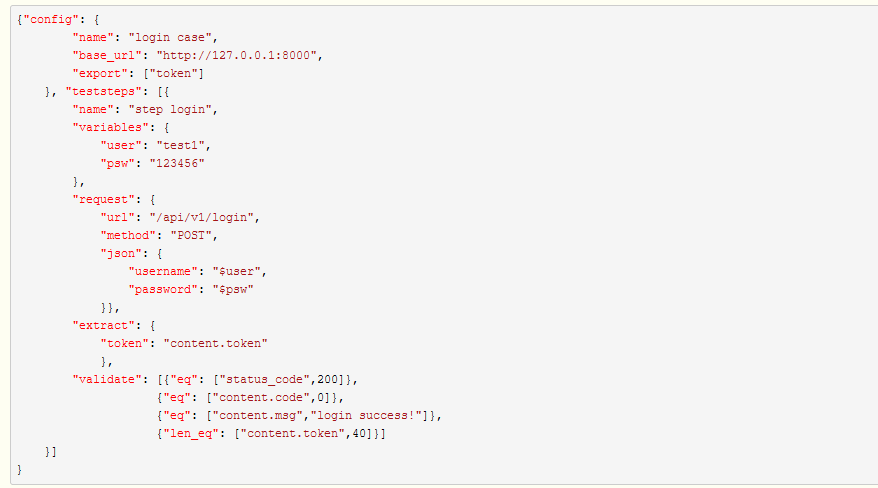 {"config": {
        "name": "login case",
        "base_url": "http://127.0.0.1:8000",
        "export": ["token"]
    }, "teststeps": [{
        "name": "step login",
        "variables": {
            "user": "test1",
            "psw": "123456"
        },
        "request": {
            "url": "/api/v1/login",
            "method": "POST",
            "json": {
                "username": "$user",
                "password": "$psw"
            }},
        "extract": {
            "token": "content.token"
            },
        "validate": [{"eq": ["status_code",200]},
                    {"eq": ["content.code",0]},
                    {"eq": ["content.msg","login success!"]},
                    {"len_eq": ["content.token",40]}]
    }]
}